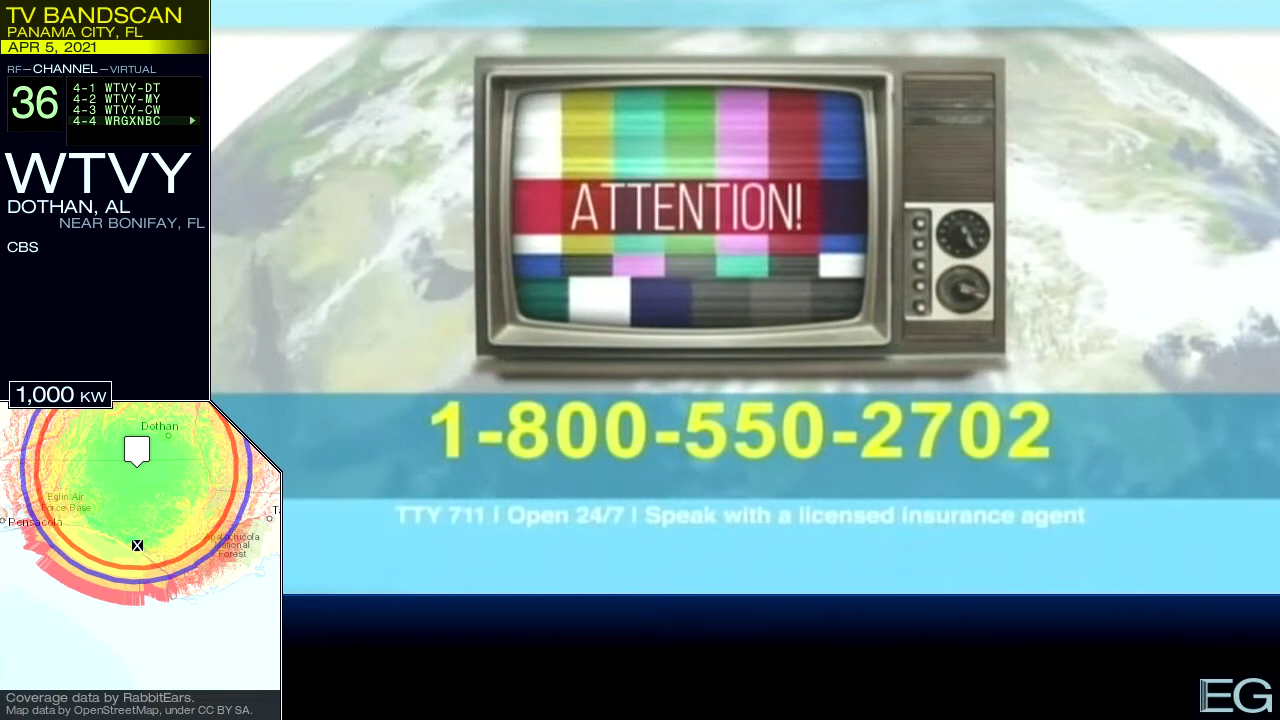 TV BANDSCAN
PANAMA CITY, FL
APR 5, 2021
RF—CHANNEL—VIRTUAL
36
4-1 WTVY-DT
4-2 WTVY-MY
4-3 WTVY-CW
4-4 WRGXNBC
WTVY
DOTHAN, AL
NEAR BONIFAY, FL
CBS
1,000 KW
Dothan
Eglin Air
Force Base
Pensacola
Apalachicola
National
Forest
Coverage data by RabbitEars.
Map data by OpenStreetMap, under CC BY SA.
ATTENTION!
1-800-550-2702
TTY 711 | Open 24/7 | Speak with a licensed insurance agent
EG